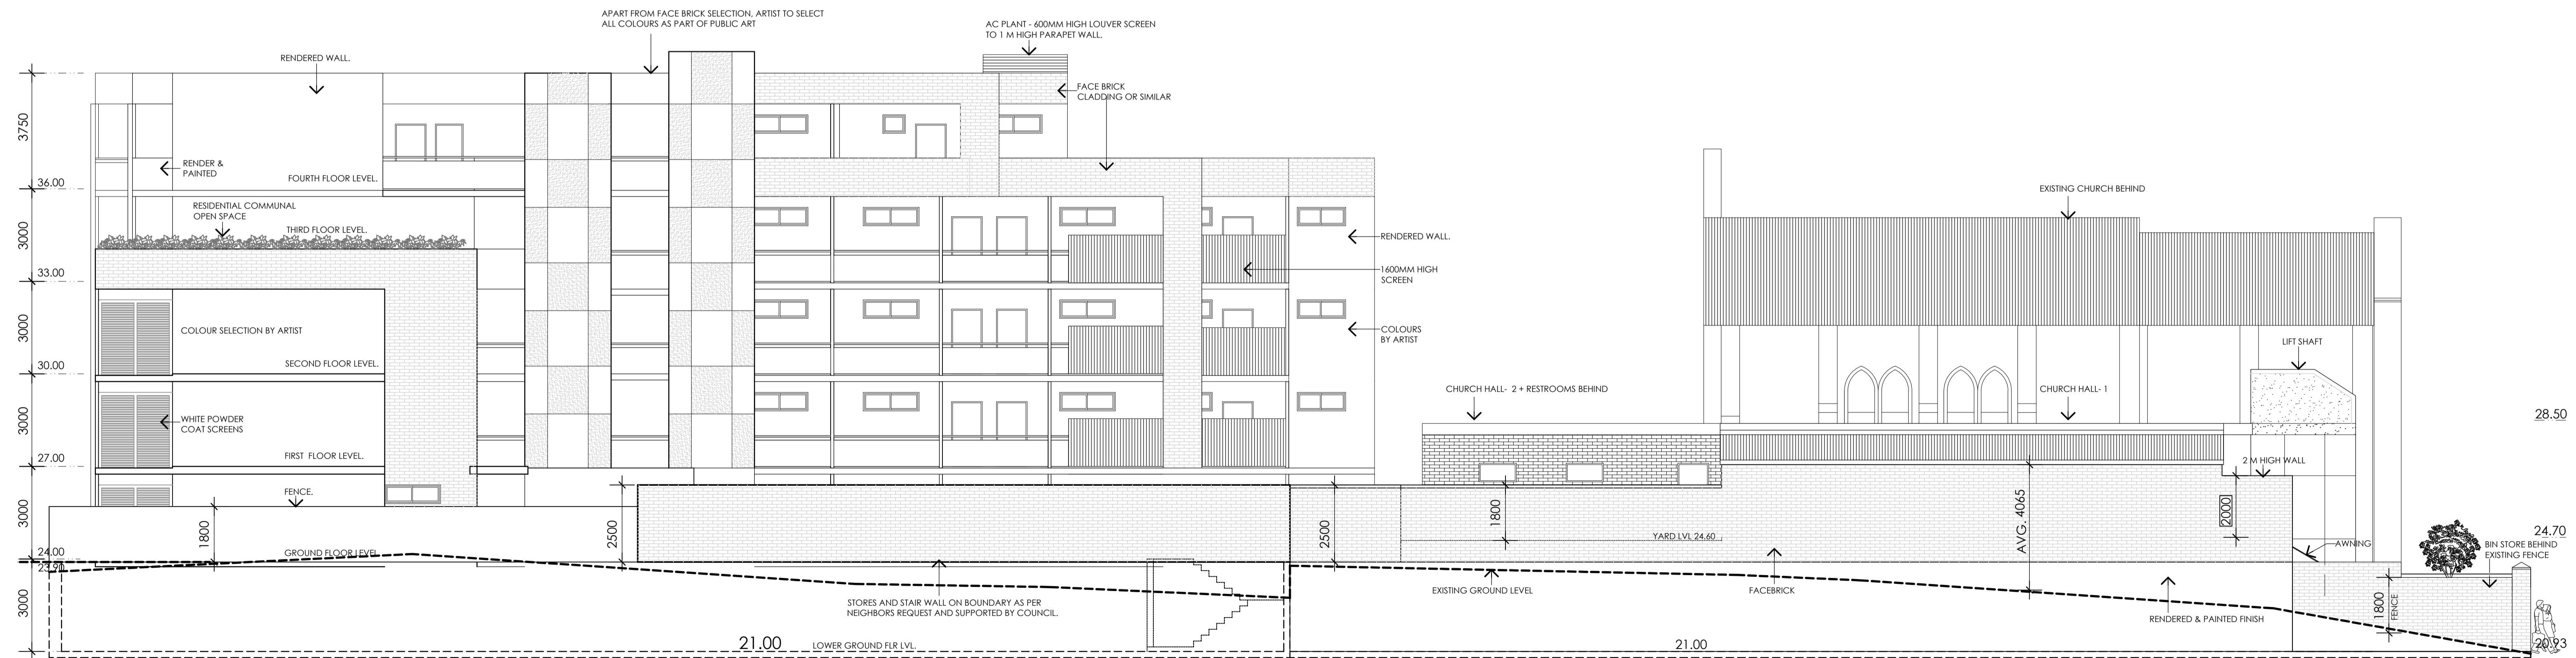 APART FROM FACE BRICK SELECTION, ARTIST TO SELECT
ALL COLOURS AS PART OF PUBLIC ART
AC PLANT - 600MM HIGH LOUVER SCREEN
TO 1 M HIGH PARAPET WALL.
RENDERED WALL.
FACE BRICK
CLADDING OR SIMILAR
3750
RENDER &
PAINTED
FOURTH FLOOR LEVEL.
36.00
EXISTING CHURCH BEHIND
RESIDENTIAL COMMUNAL
OPEN SPACE
THIRD FLOOR LEVEL.
3000
RENDERED WALL.
33.00
1600MM HIGH
SCREEN
3000
COLOUR SELECTION BY ARTIST
COLOURS
BY ARTIST
LIFT SHAFT
SECOND FLOOR LEVEL.
30.00
CHURCH HALL- 2 + RESTROOMS BEHIND
CHURCH HALL- 1
3000
WHITE POWDER
COAT SCREENS
28.50
FIRST FLOOR LEVEL.
27.00
2 M HIGH WALL
FENCE.
3000
1800
2500
2500
1800
AVG. 4065
2000
24.70
YARD LVL 24.60
AWNING
BIN STORE BEHIND
EXISTING FENCE
GROUND FLOOR LEVEL
24.00
23.90
EXISTING GROUND LEVEL
FACEBRICK
3000
STORES AND STAIR WALL ON BOUNDARY AS PER
NEIGHBORS REQUEST AND SUPPORTED BY COUNCIL.
1800
FENCE
RENDERED & PAINTED FINISH
21.00
LOWER GROUND FLR LVL.
21.00
20.93